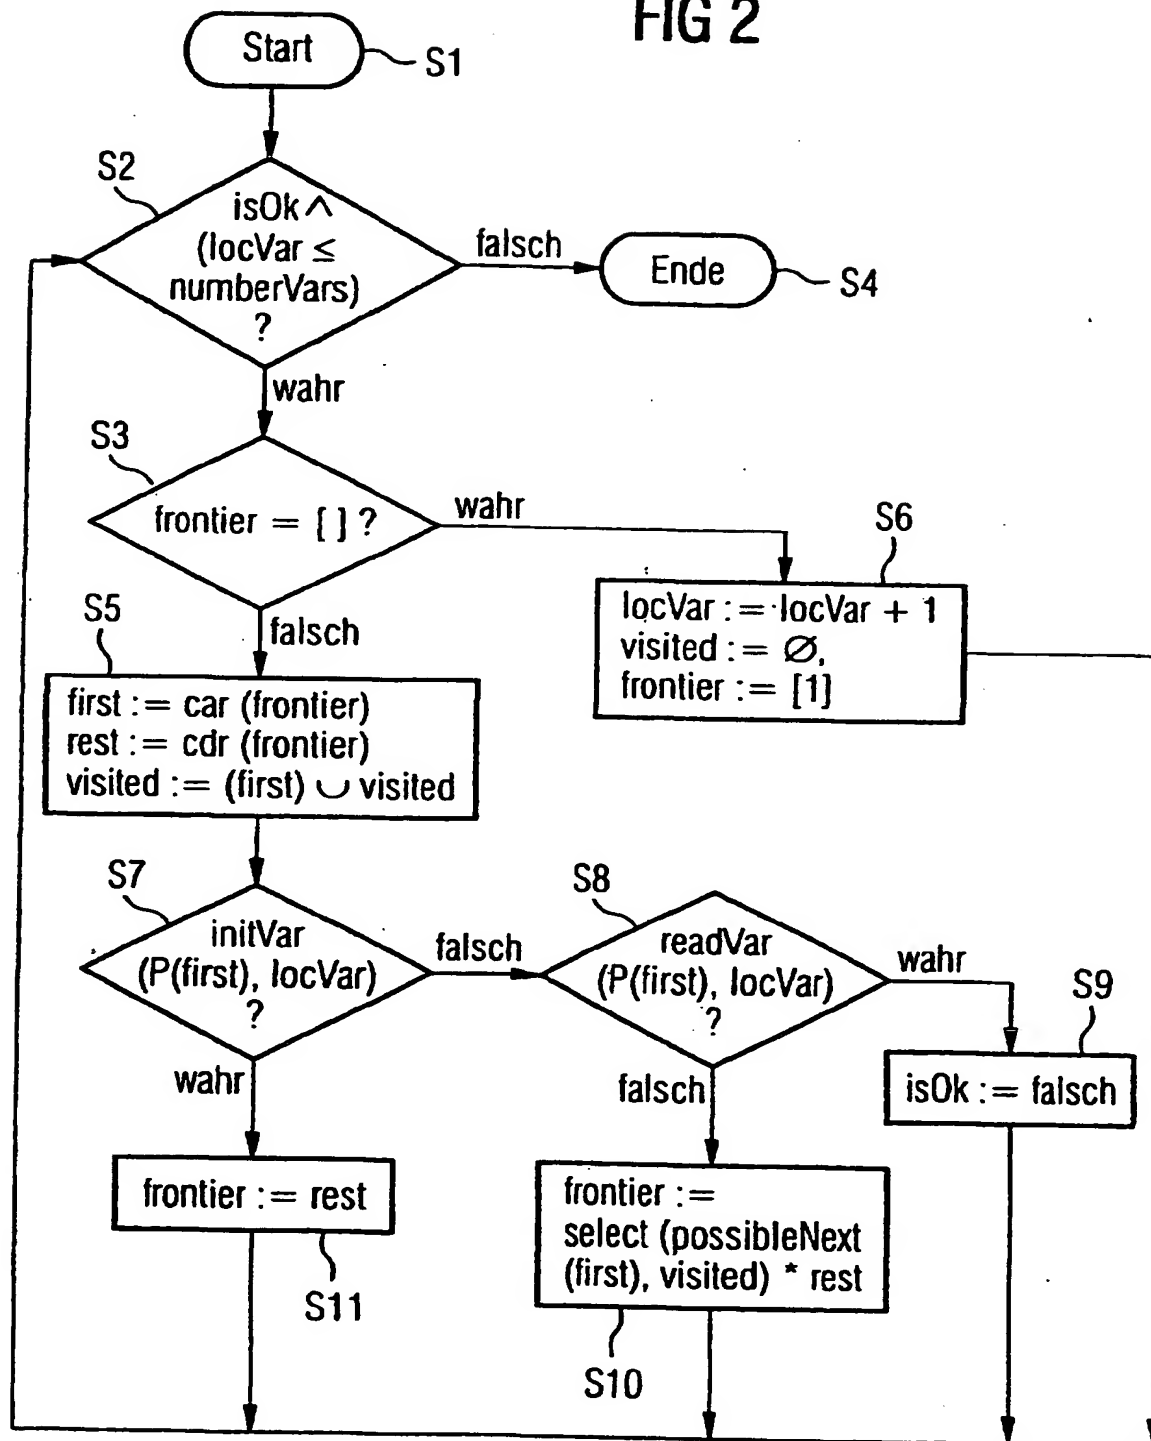 FIG 2
Start
S1
S2
isOk ∧
(locVar ≤
numberVars)
?
falsch
Ende
S4
wahr
S3
frontier = [ ] ?
wahr
S6
locVar := locVar + 1
visited := ∅,
frontier := [1]
falsch
S5
first := car (frontier)
rest := cdr (frontier)
visited := (first) ∪ visited
S7
initVar
(P(first), locVar)
?
falsch
S8
readVar
(P(first), locVar)
?
wahr
S9
isOk := falsch
wahr
falsch
frontier := rest
S11
frontier :=
select (possibleNext
(first), visited) * rest
S10